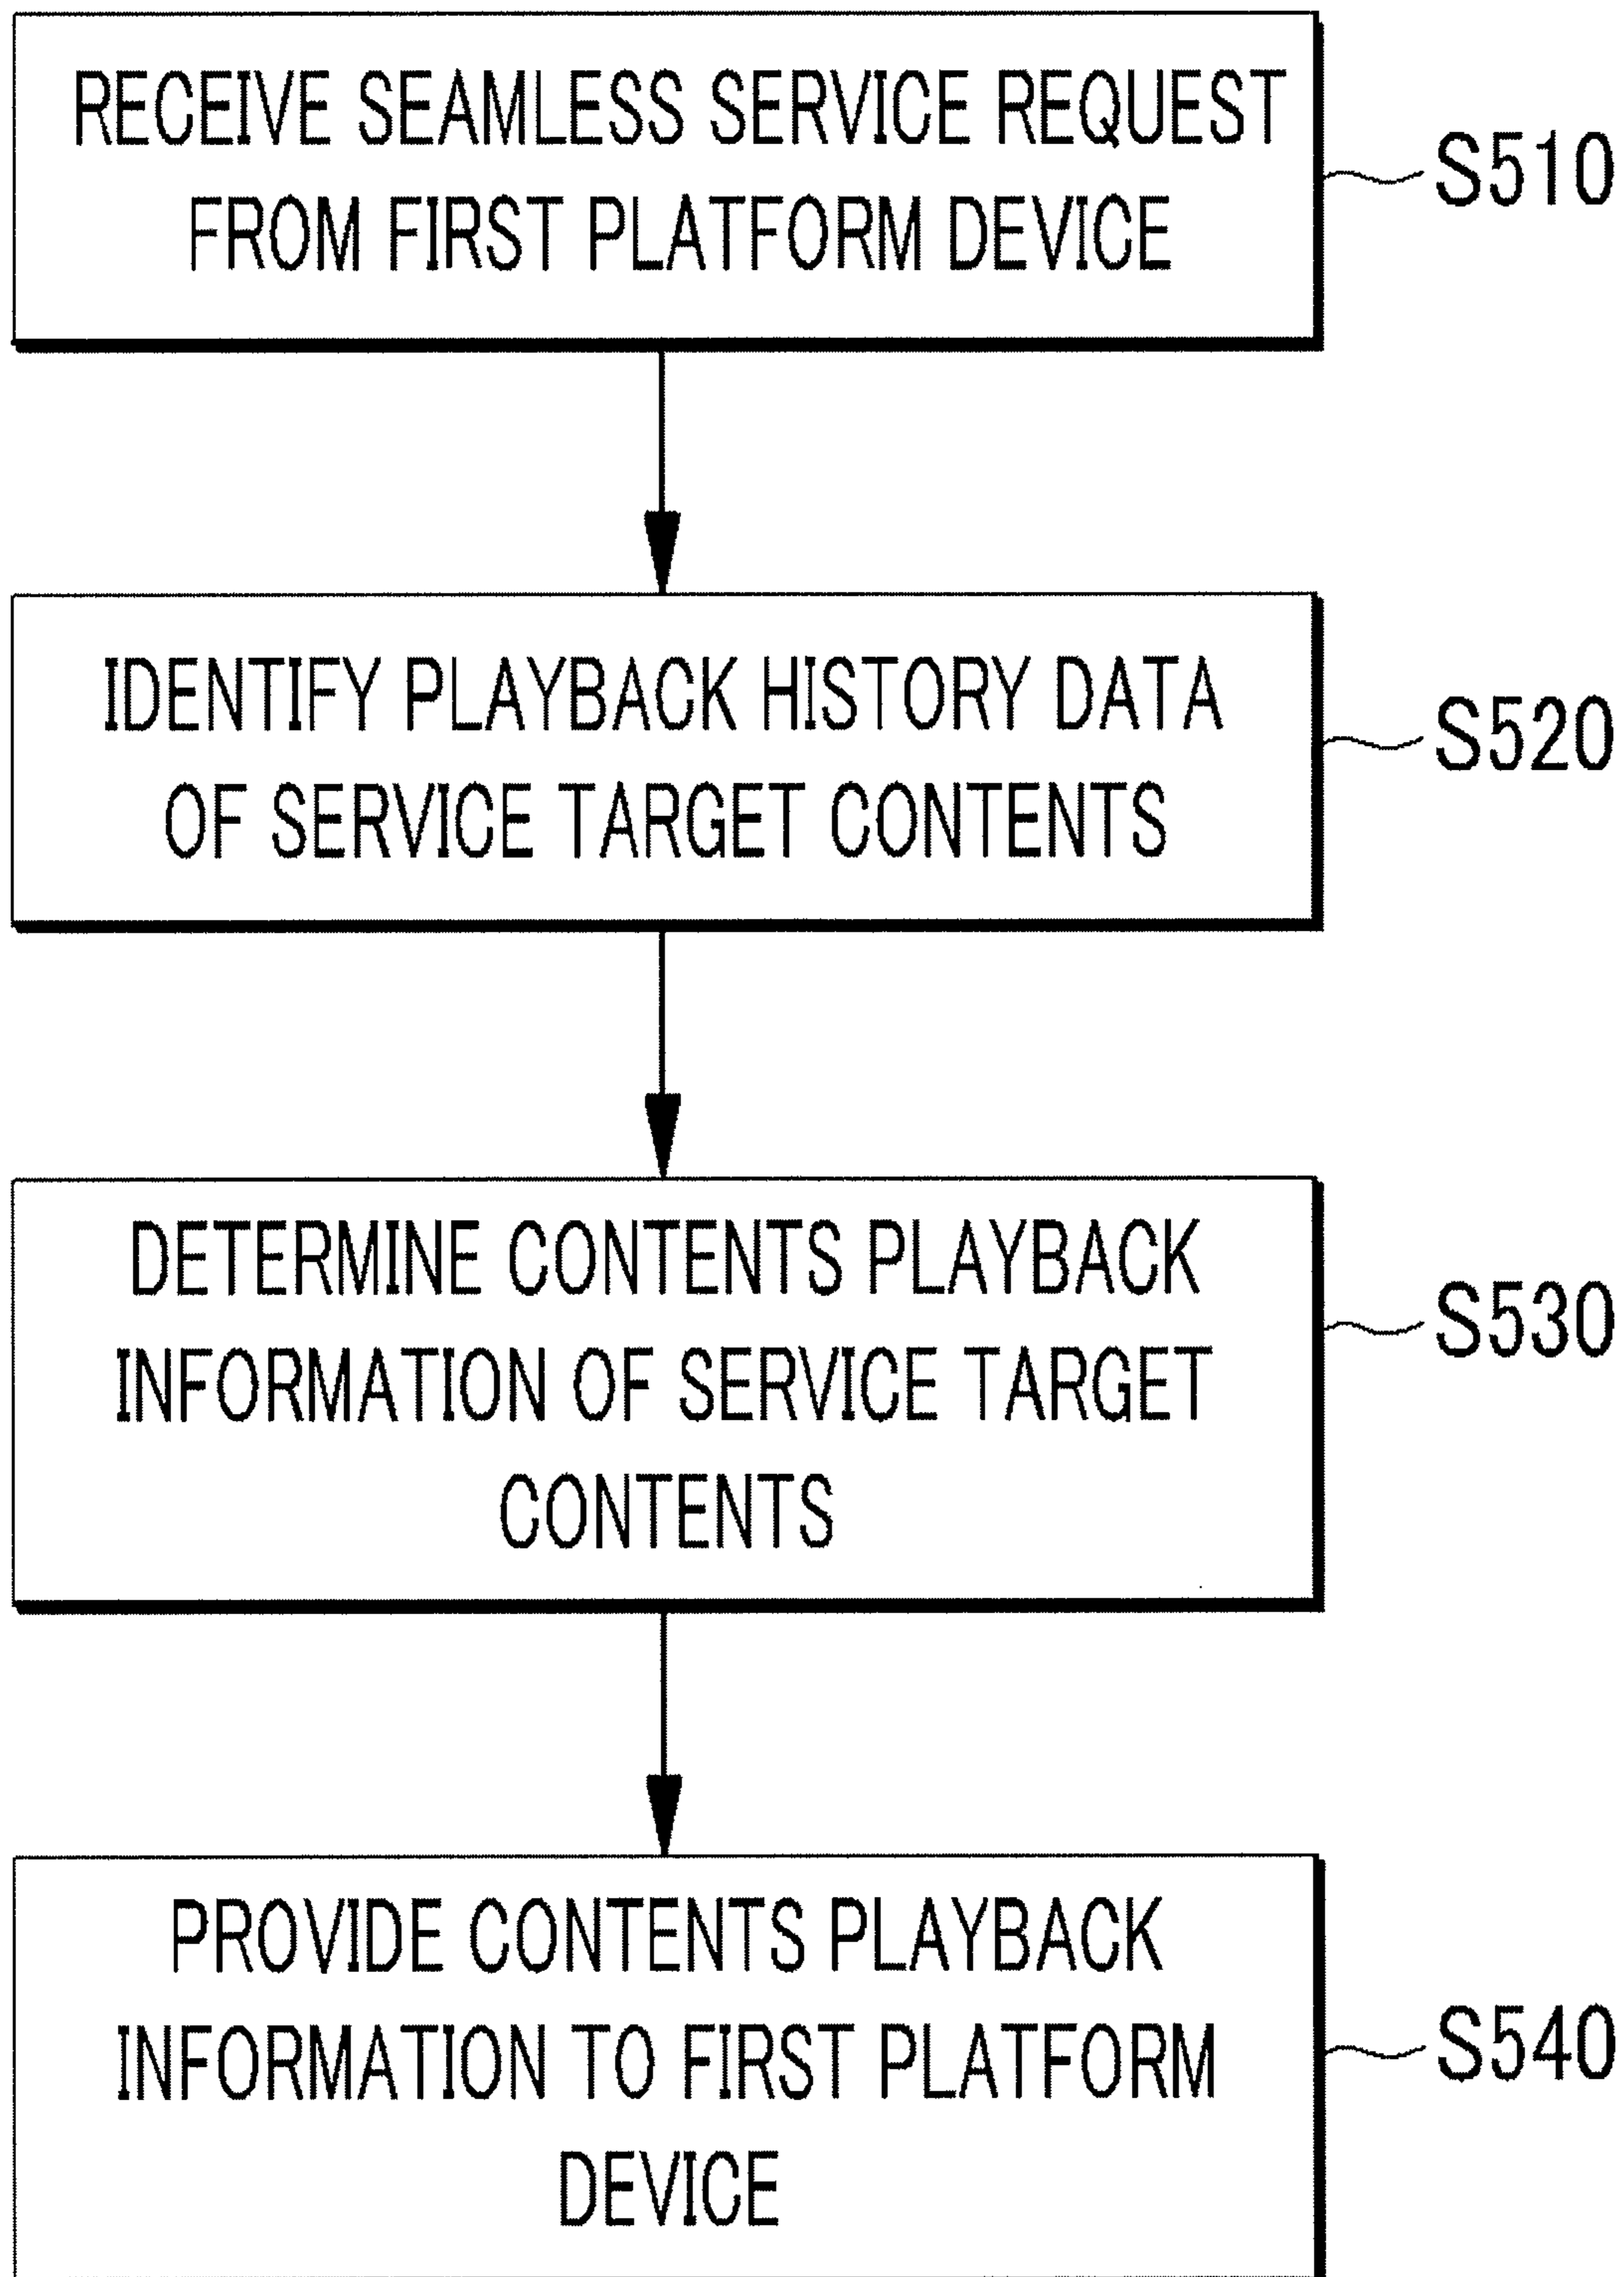 RECEIVE SEAMLESS SERVICE REQUEST
FROM FIRST PLATFORM DEVICE
S510
IDENTIFY PLAYBACK HISTORY DATA
OF SERVICE TARGET CONTENTS
S520
DETERMINE CONTENTS PLAYBACK
INFORMATION OF SERVICE TARGET
CONTENTS
S530
PROVIDE CONTENTS PLAYBACK
INFORMATION TO FIRST PLATFORM
DEVICE
S540